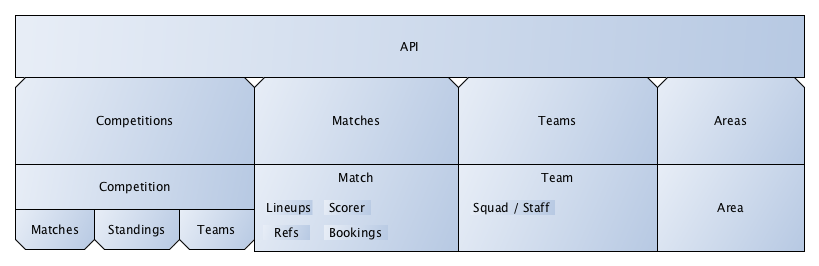 API
Competitions Matches Teams Areas
Competition
Matches Standings Teams
Match
Lineups Scorer
Refs Bookings
Team
Squad / Staff
Area